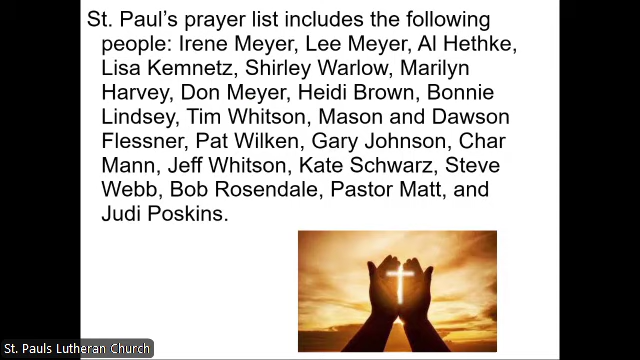 St. Paul’s prayer list includes the following
people: Irene Meyer, Lee Meyer, Al Hethke,
Lisa Kemnetz, Shirley Warlow, Marilyn
Harvey, Don Meyer, Heidi Brown, Bonnie
Lindsey, Tim Whitson, Mason and Dawson
Flessner, Pat Wilken, Gary Johnson, Char
Mann, Jeff Whitson, Kate Schwarz, Steve
Webb, Bob Rosendale, Pastor Matt, and
Judi Poskins.
St. Pauls Lutheran Church